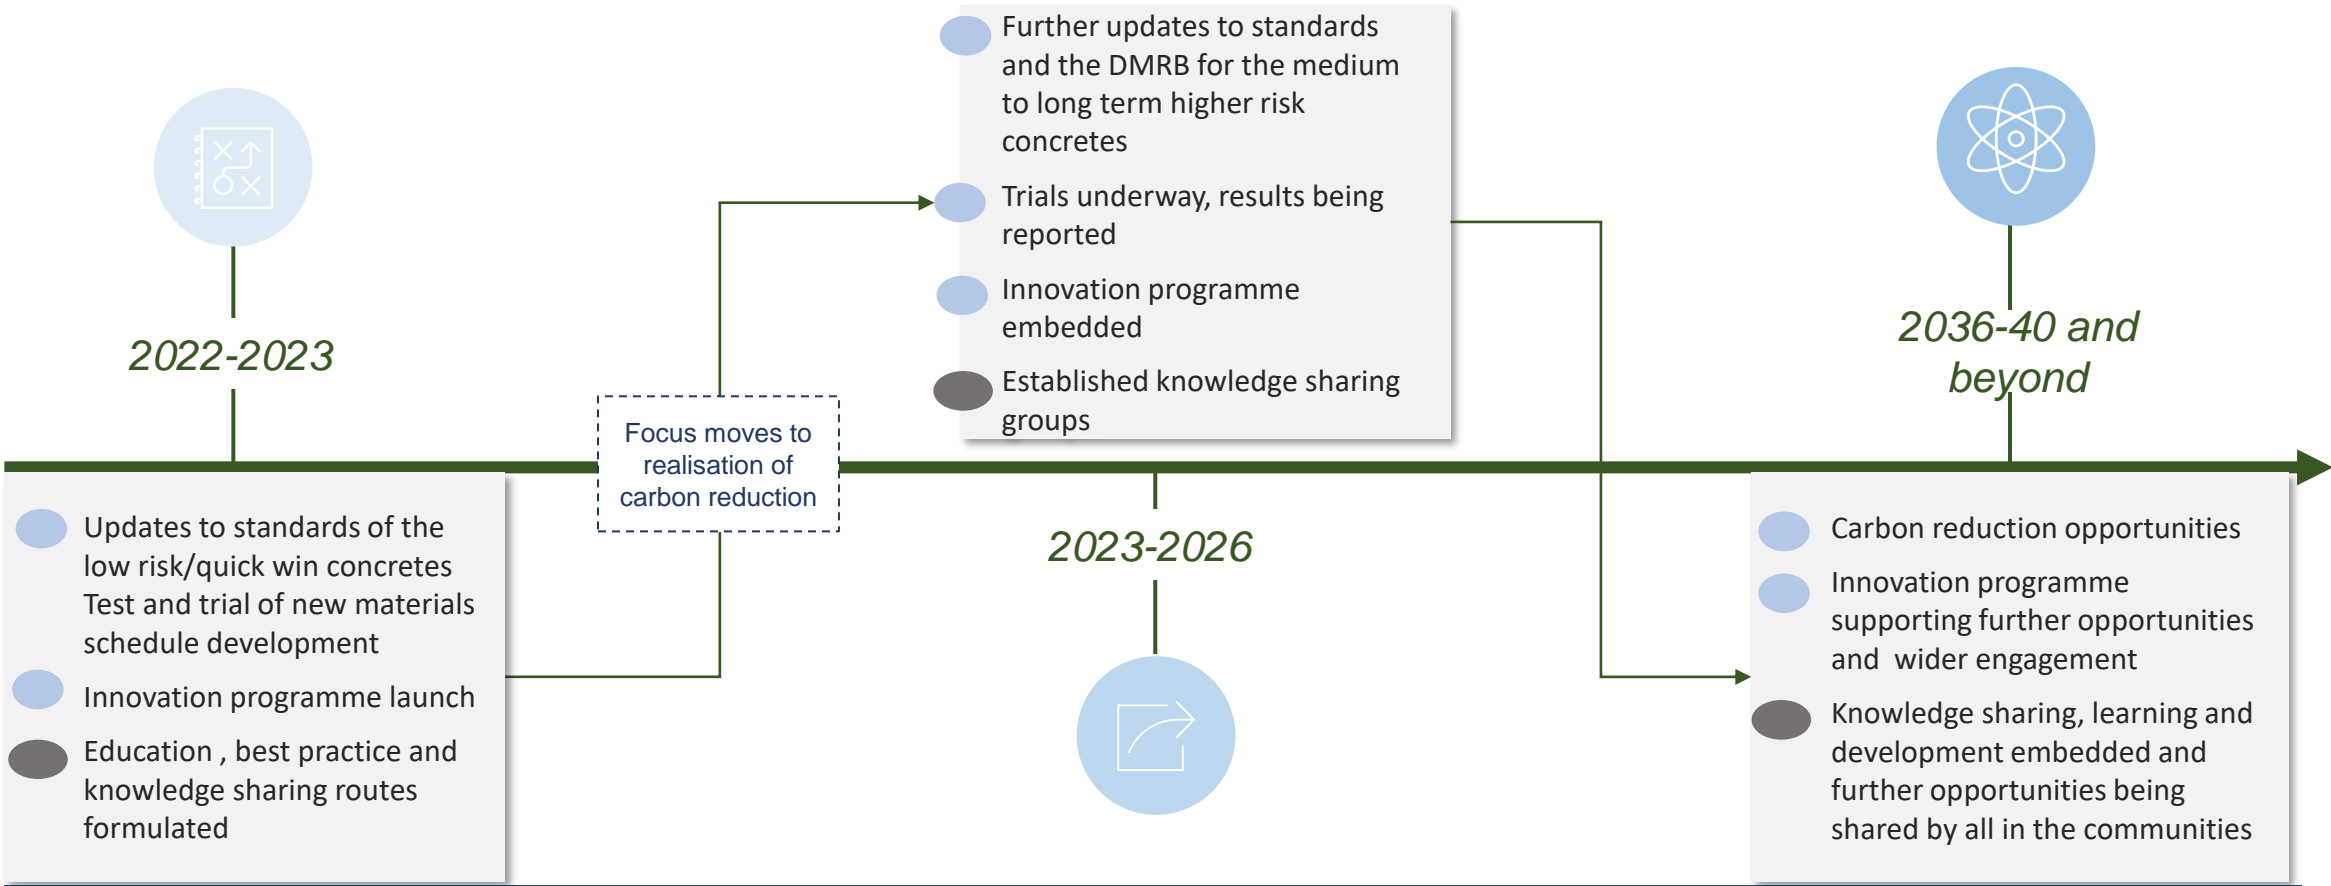 2022-2023
Updates to standards of the
low risk/quick win concretes
Test and trial of new materials
schedule development
Innovation programme launch
Education , best practice and
knowledge sharing routes
formulated
Focus moves to
realisation of
carbon reduction
Further updates to standards
and the DMRB for the medium
to long term higher risk
concretes
Trials underway, results being
reported
Innovation programme
embedded
Established knowledge sharing
groups
2023-2026
2036-40 and
beyond
Carbon reduction opportunities
Innovation programme
supporting further opportunities
and  wider engagement
Knowledge sharing, learning and
development embedded and
further opportunities being
shared by all in the communities